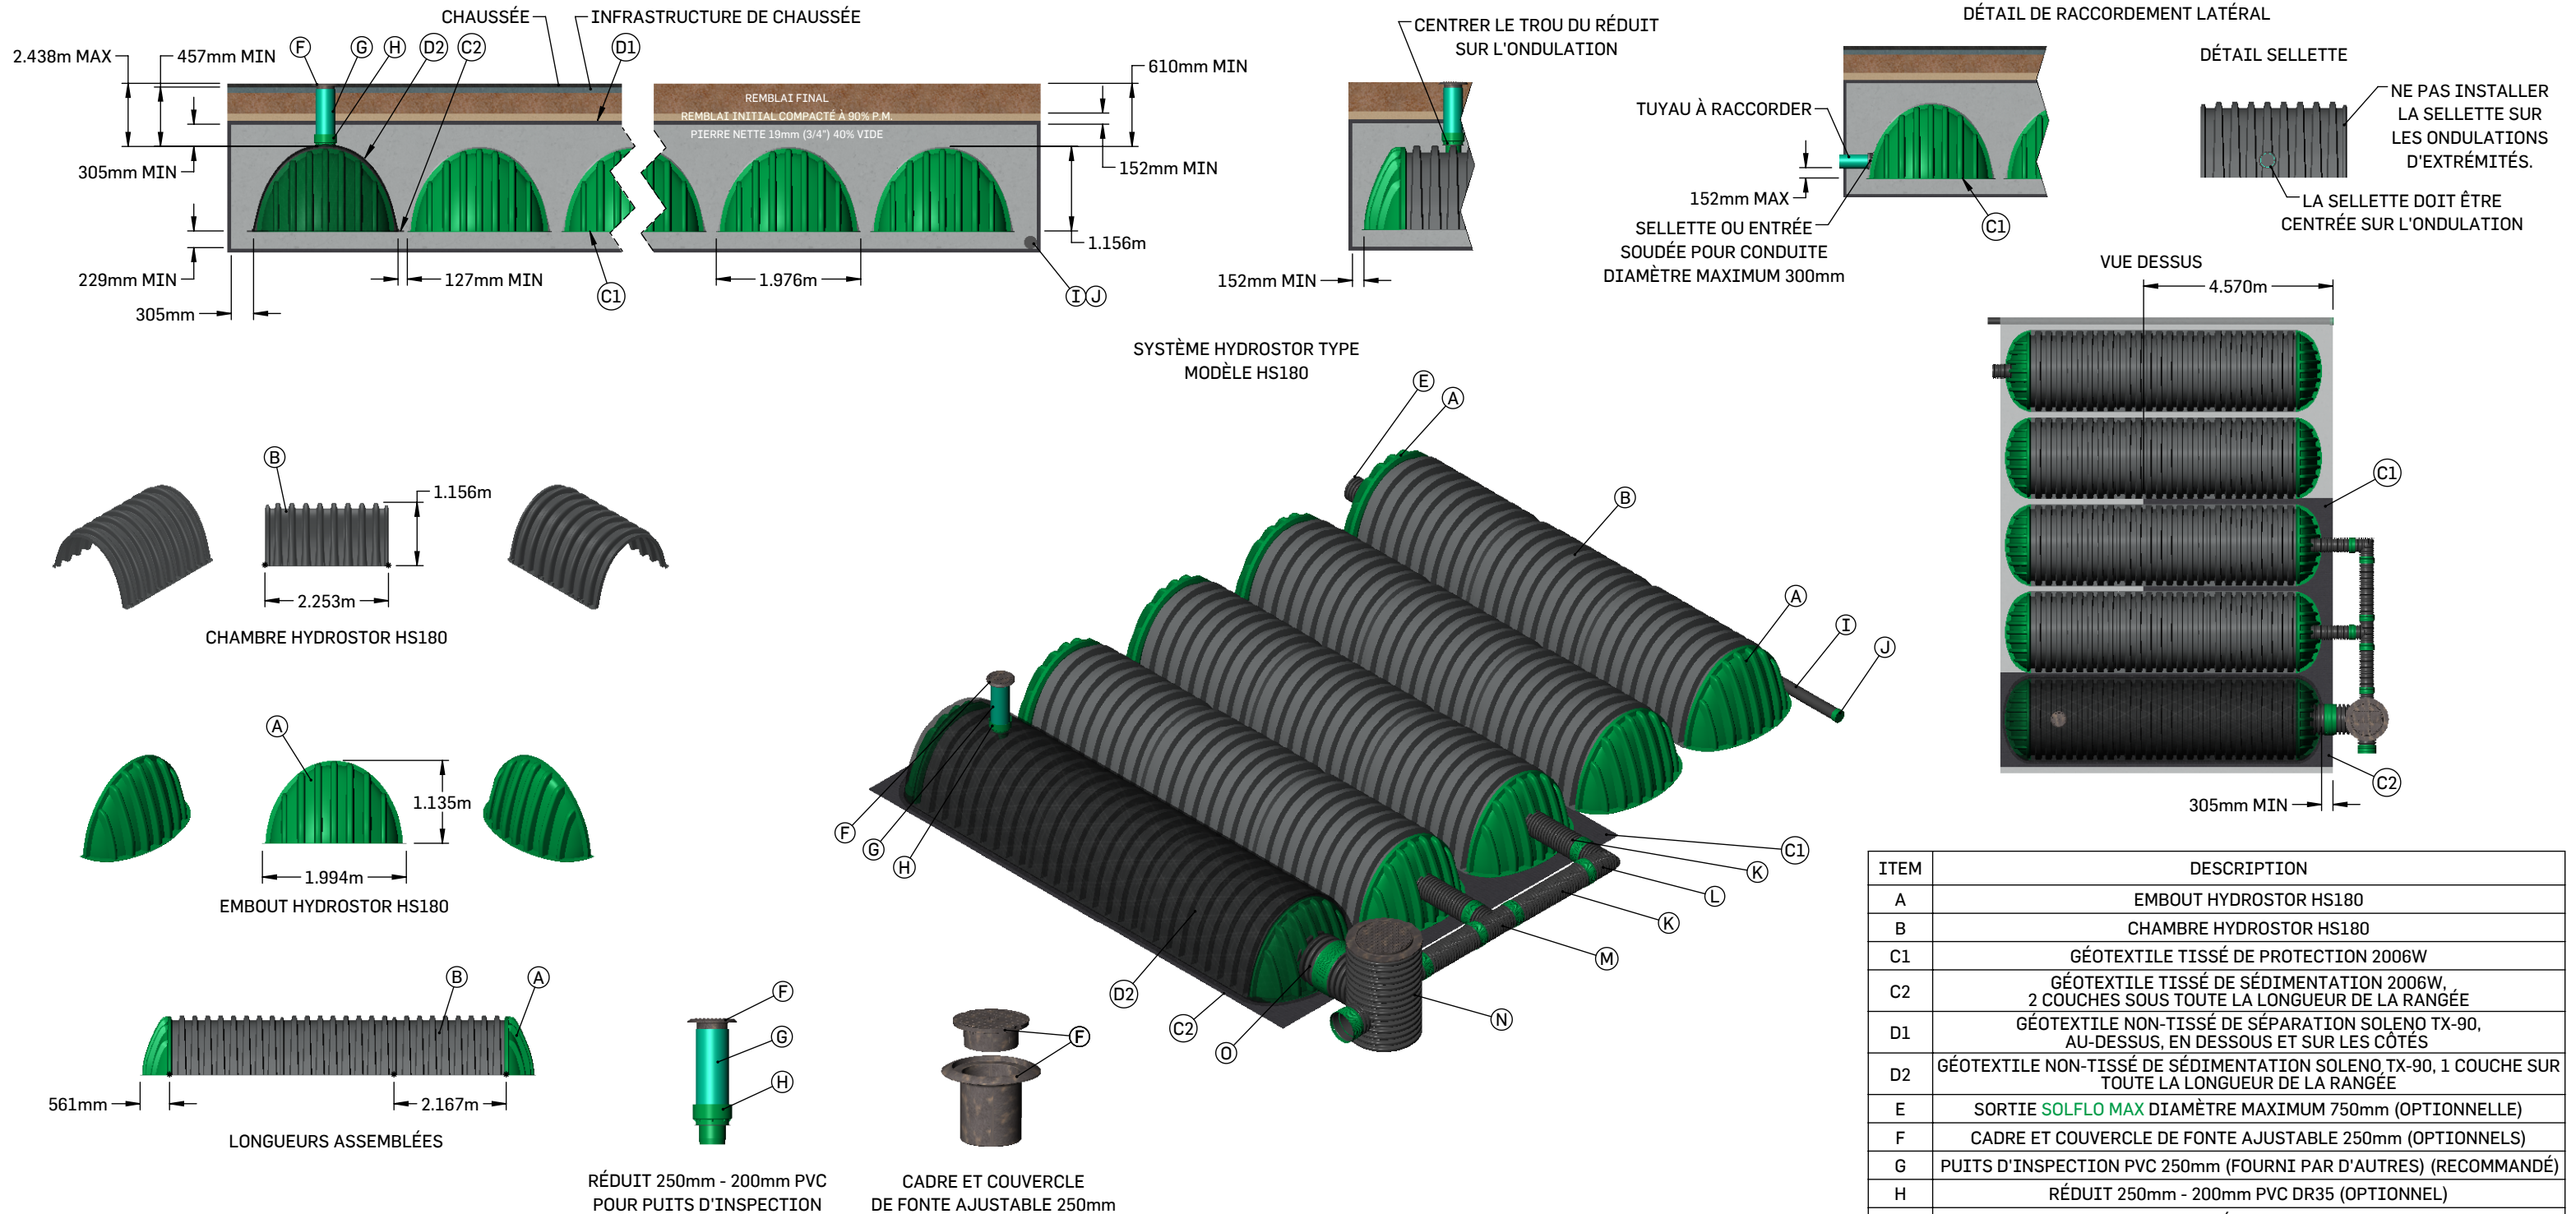 CHAUSSÉE
INFRASTRUCTURE DE CHAUSSÉE
2.438m MAX
457mm MIN
F
G
H
D2
C2
D1
610mm MIN
REMBLAI FINAL
REMBLAI INITIAL COMPACTÉ À 90% P.M.
PIERRE NETTE 19mm (3/4") 40% VIDE
305mm MIN
152mm MIN
229mm MIN
127mm MIN
C1
1.976m
1.156m
I
J
305mm
CENTRER LE TROU DU RÉDUIT
SUR L'ONDULATION
152mm MIN
DÉTAIL DE RACCORDEMENT LATÉRAL
TUYAU À RACCORDER
152mm MAX
SELLETTE OU ENTRÉE
SOUDÉE POUR CONDUITE
DIAMÈTRE MAXIMUM 300mm
C1
DÉTAIL SELLETTE
NE PAS INSTALLER
LA SELLETTE SUR
LES ONDULATIONS
D'EXTRÉMITÉS.
LA SELLETTE DOIT ÊTRE
CENTRÉE SUR L'ONDULATION
VUE DESSUS
4.570m
C1
C2
305mm MIN
SYSTÈME HYDROSTOR TYPE
MODÈLE HS180
E
A
B
A
I
J
F
G
H
C1
K
L
K
M
N
D2
C2
O
B
1.156m
2.253m
CHAMBRE HYDROSTOR HS180
A
1.135m
1.994m
EMBOUT HYDROSTOR HS180
B
A
561mm
2.167m
LONGUEURS ASSEMBLÉES
F
G
H
RÉDUIT 250mm - 200mm PVC
POUR PUITS D'INSPECTION
F
CADRE ET COUVERCLE
DE FONTE AJUSTABLE 250mm
ITEM DESCRIPTION
A EMBOUT HYDROSTOR HS180
B CHAMBRE HYDROSTOR HS180
C1 GÉOTEXTILE TISSÉ DE PROTECTION 2006W
C2 GÉOTEXTILE TISSÉ DE SÉDIMENTATION 2006W,
2 COUCHES SOUS TOUTE LA LONGUEUR DE LA RANGÉE
D1 GÉOTEXTILE NON-TISSÉ DE SÉPARATION SOLENO TX-90,
AU-DESSUS, EN DESSOUS ET SUR LES CÔTÉS
D2 GÉOTEXTILE NON-TISSÉ DE SÉDIMENTATION SOLENO TX-90, 1 COUCHE SUR
TOUTE LA LONGUEUR DE LA RANGÉE
E SORTIE SOLFLO MAX DIAMÈTRE MAXIMUM 750mm (OPTIONNELLE)
F CADRE ET COUVERCLE DE FONTE AJUSTABLE 250mm (OPTIONNELS)
G PUITS D'INSPECTION PVC 250mm (FOURNI PAR D'AUTRES) (RECOMMANDÉ)
H RÉDUIT 250mm - 200mm PVC DR35 (OPTIONNEL)